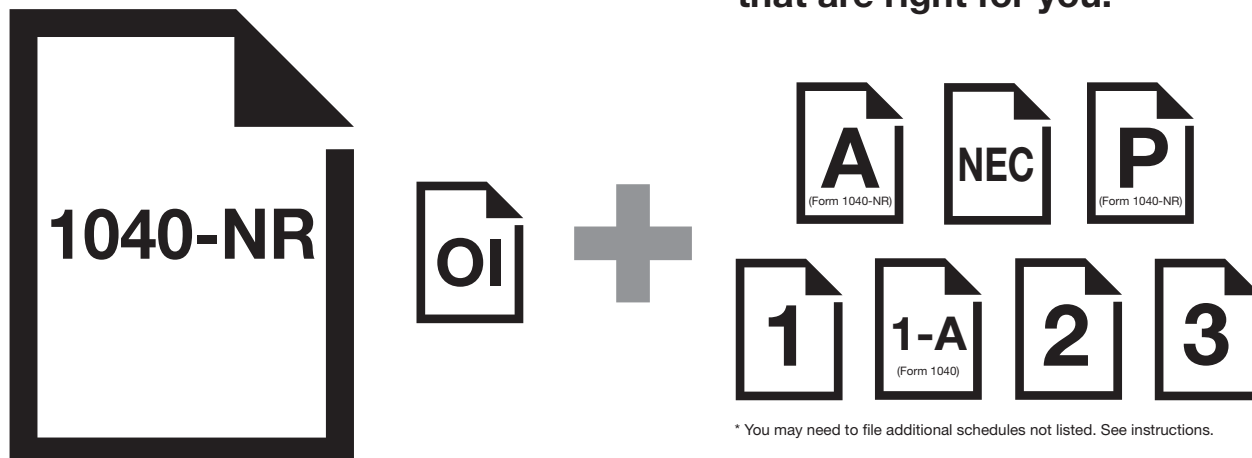 that are right for you.
1040-NR
OI
A
(Form 1040-NR)
NEC
P
(Form 1040-NR)
1
1-A
(Form 1040)
2
3
* You may need to file additional schedules not listed. See instructions.